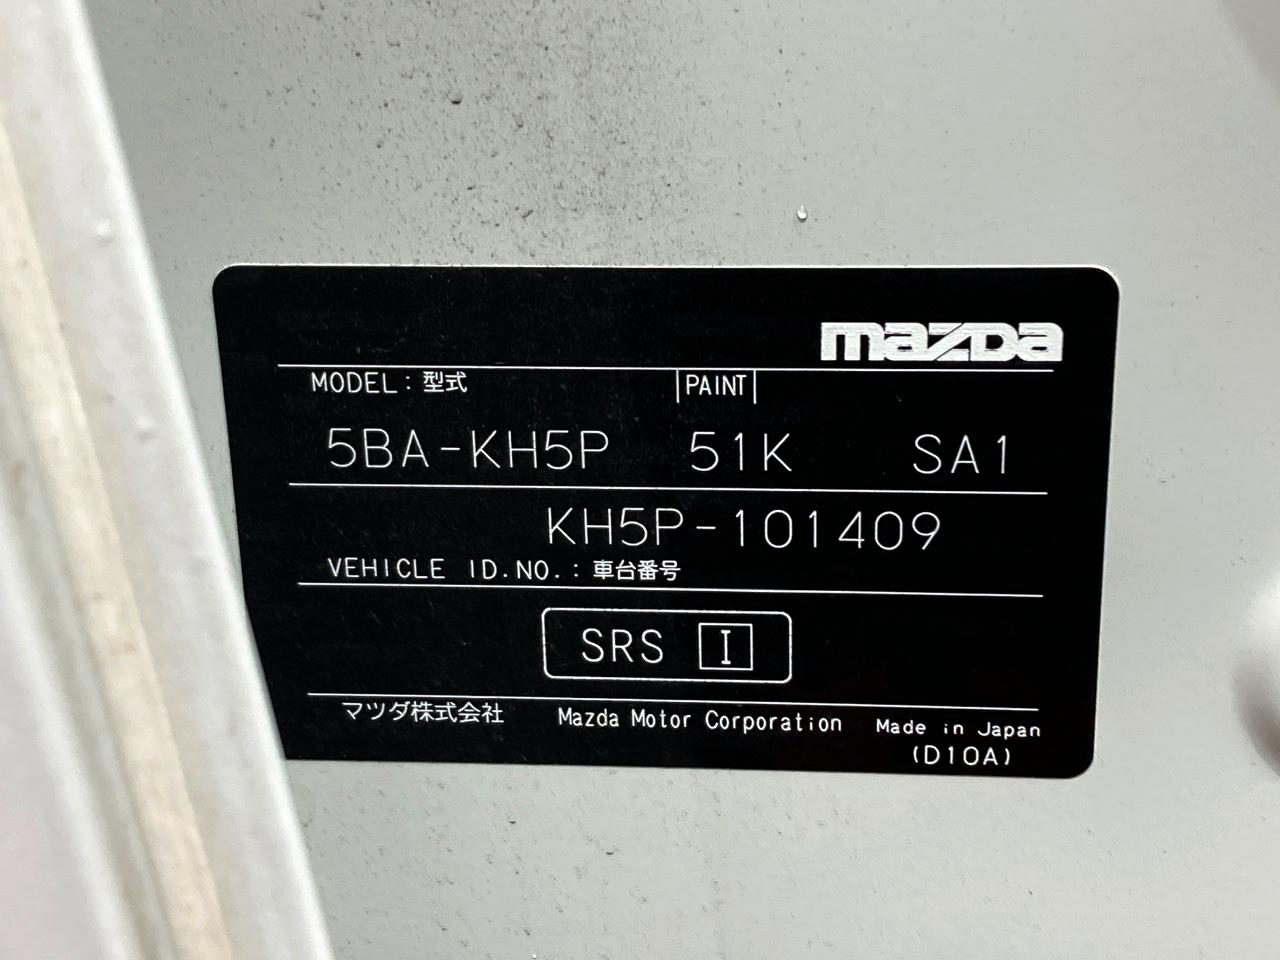 mazda
MODEL : 型式 |PAINT|
5BA-KH5P 51K SA1
KH5P-101409
VEHICLE ID.NO. : 車台番号
SRS I
マツダ株式会社 Mazda Motor Corporation Made in Japan
(D10A)